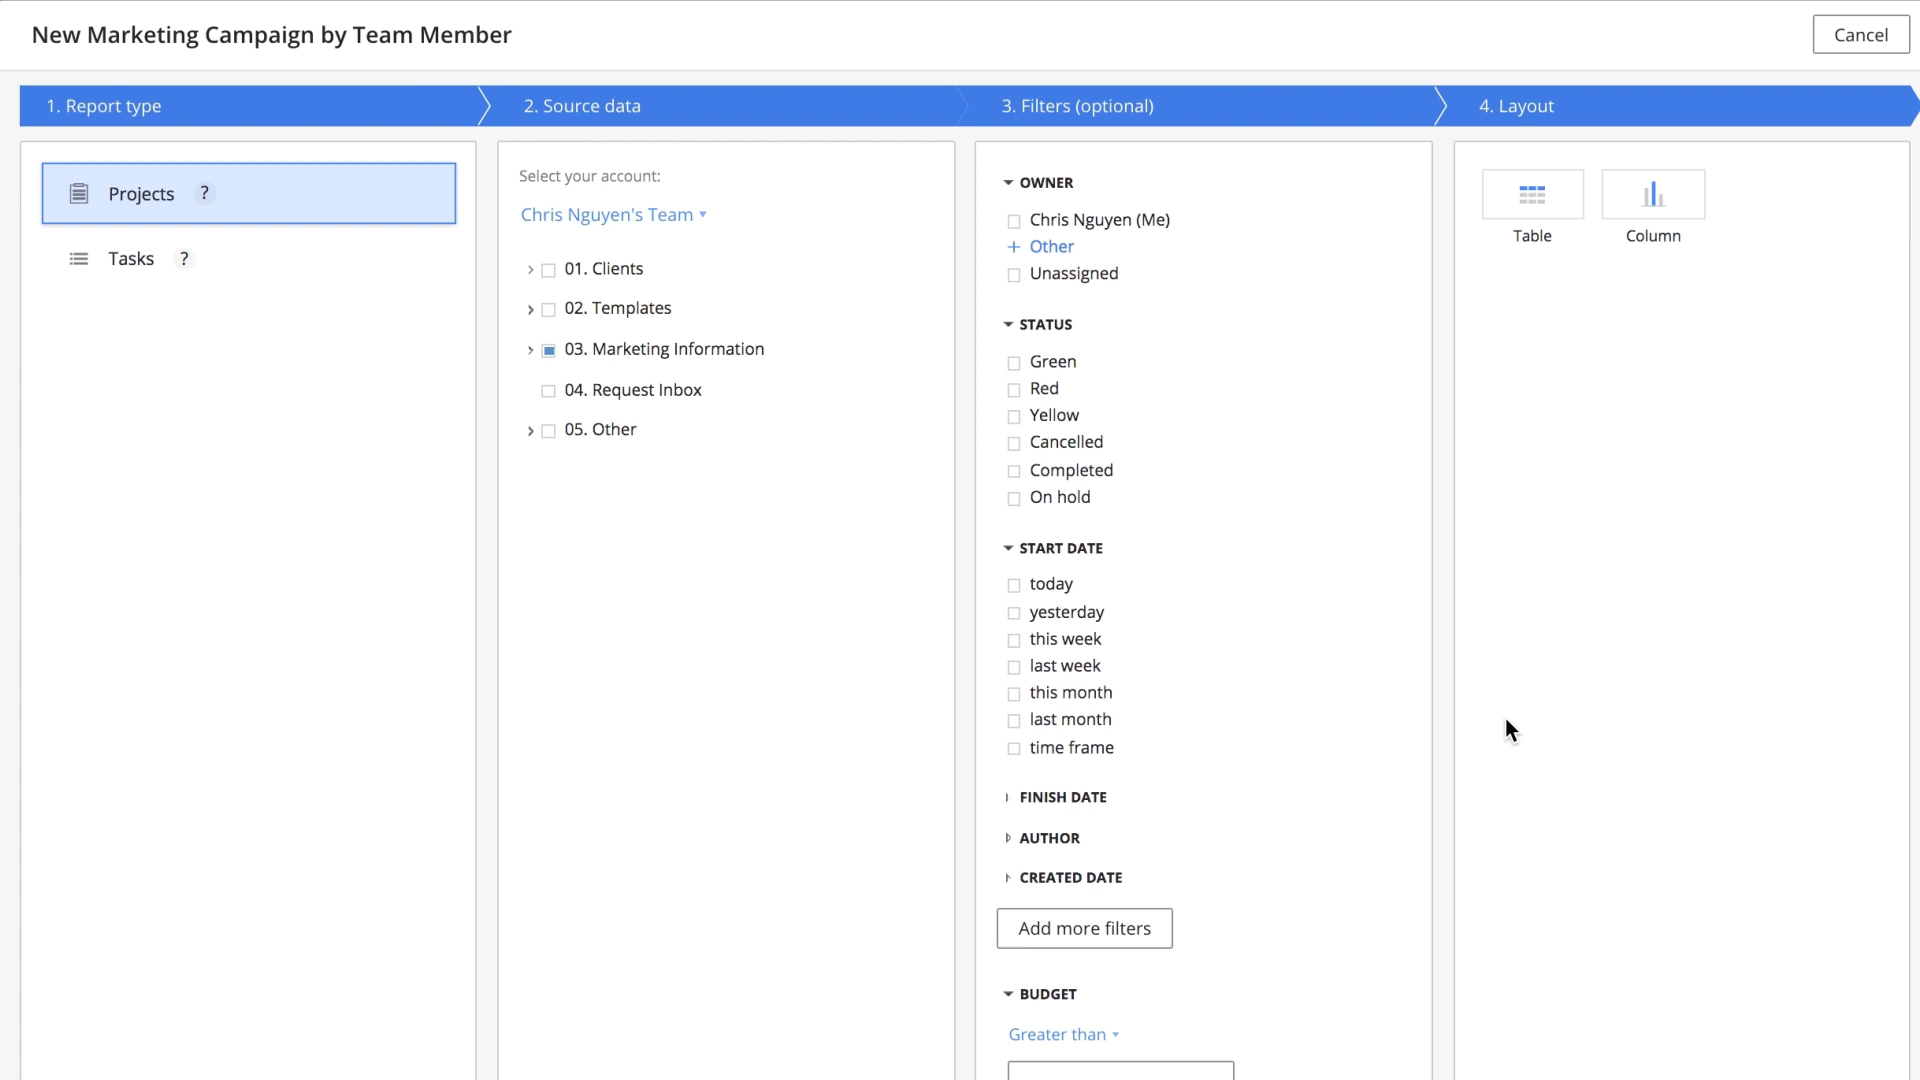 New Marketing Campaign by Team Member
Cancel
1. Report type
2. Source data
3. Filters (optional)
4. Layout
Projects ?
Tasks ?
Select your account:
Chris Nguyen's Team
01. Clients
02. Templates
03. Marketing Information
04. Request Inbox
05. Other
OWNER
Chris Nguyen (Me)
+ Other
Unassigned
STATUS
Green
Red
Yellow
Cancelled
Completed
On hold
START DATE
today
yesterday
this week
last week
this month
last month
time frame
FINISH DATE
AUTHOR
CREATED DATE
Add more filters
BUDGET
Greater than
Table
Column